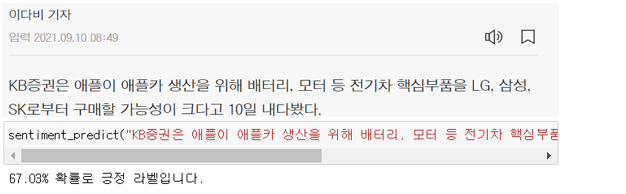 이다비 기자
입력 2021.09.10 08:49
KB증권은 애플이 애플카 생산을 위해 배터리, 모터 등 전기차 핵심부품을 LG, 삼성,
SK로부터 구매할 가능성이 크다고 10일 내다봤다.
sentiment_predict("KB증권은 애플이 애플카 생산을 위해 배터리, 모터 등 전기차 핵심부품
67.03% 확률로 긍정 라벨입니다.